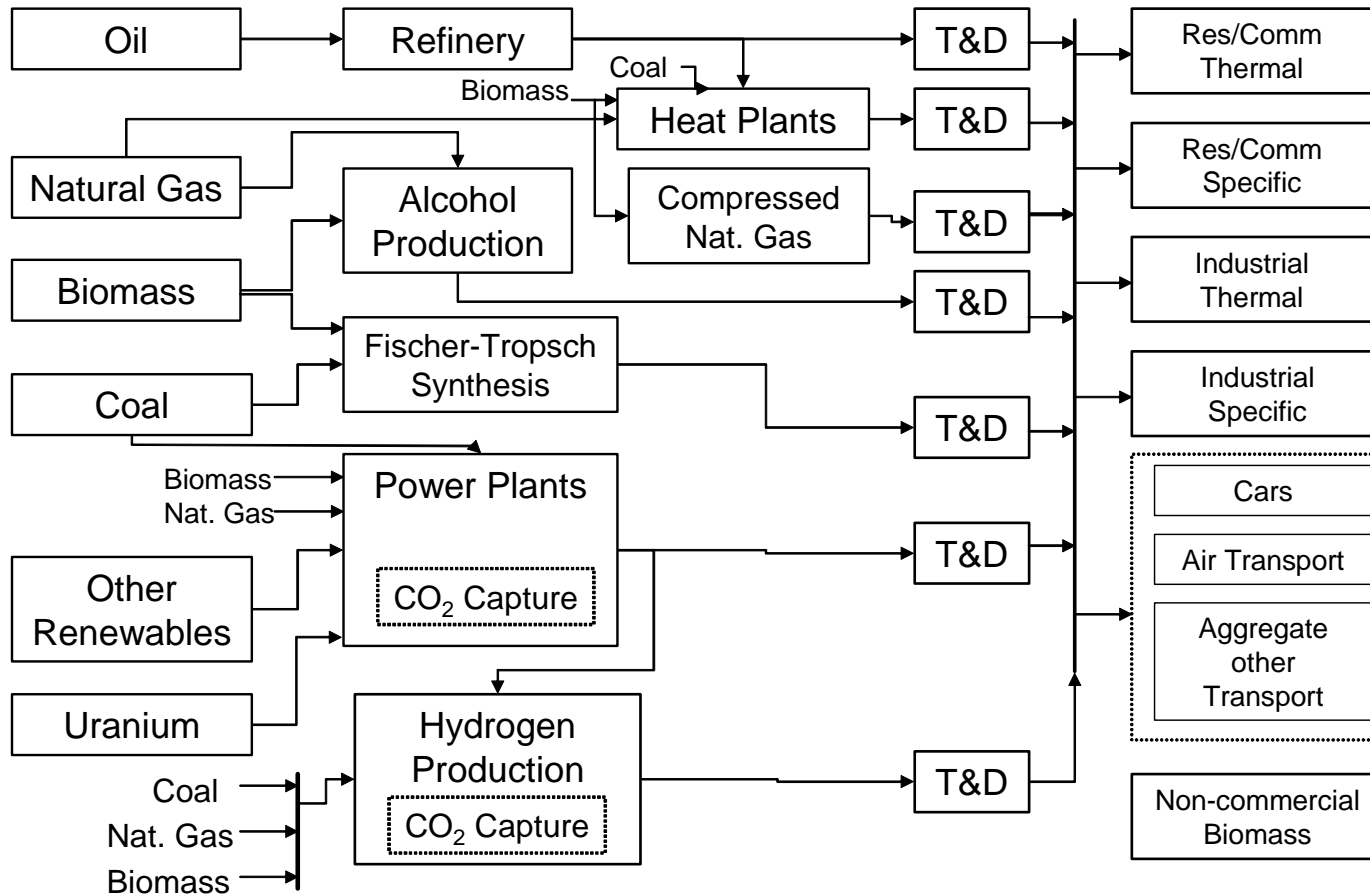 Oil
Refinery
T&D
Res/Comm
Thermal
Coal
Biomass
Heat Plants
T&D
Natural Gas
Alcohol
Production
Compressed
Nat. Gas
T&D
Res/Comm
Specific
Biomass
T&D
Industrial
Thermal
Fischer-Tropsch
Synthesis
Coal
T&D
Industrial
Specific
Biomass
Nat. Gas
Power Plants
CO₂ Capture
T&D
Cars
Air Transport
Aggregate
other
Transport
Other
Renewables
Uranium
Hydrogen
Production
CO₂ Capture
T&D
Coal
Nat. Gas
Biomass
Non-commercial
Biomass